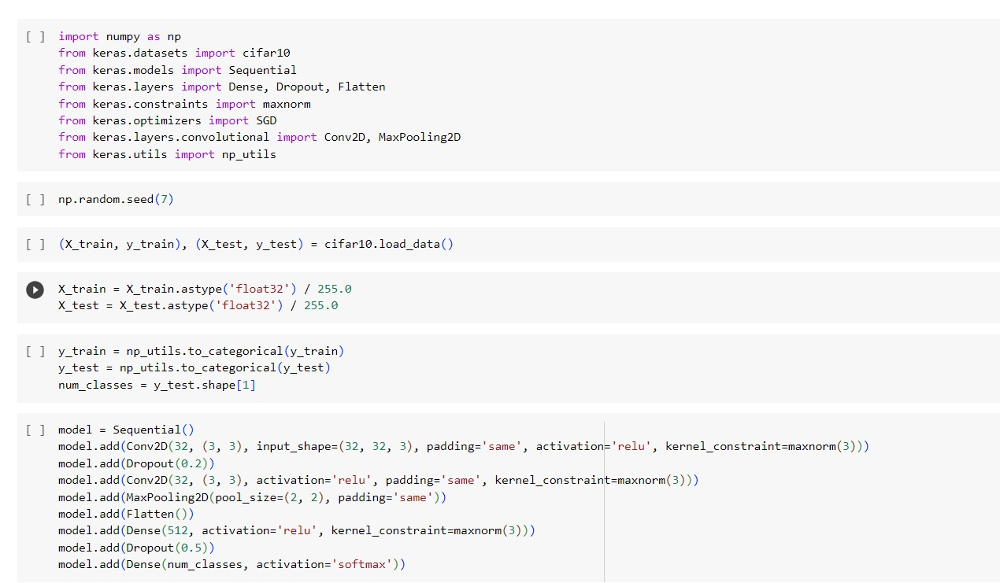 [ ] import numpy as np
from keras.datasets import cifar10
from keras.models import Sequential
from keras.layers import Dense, Dropout, Flatten
from keras.constraints import maxnorm
from keras.optimizers import SGD
from keras.layers.convolutional import Conv2D, MaxPooling2D
from keras.utils import np_utils
[ ] np.random.seed(7)
[ ] (X_train, y_train), (X_test, y_test) = cifar10.load_data()
X_train = X_train.astype('float32') / 255.0
X_test = X_test.astype('float32') / 255.0
[ ] y_train = np_utils.to_categorical(y_train)
y_test = np_utils.to_categorical(y_test)
num_classes = y_test.shape[1]
[ ] model = Sequential()
model.add(Conv2D(32, (3, 3), input_shape=(32, 32, 3), padding='same', activation='relu', kernel_constraint=maxnorm(3)))
model.add(Dropout(0.2))
model.add(Conv2D(32, (3, 3), activation='relu', padding='same', kernel_constraint=maxnorm(3)))
model.add(MaxPooling2D(pool_size=(2, 2), padding='same'))
model.add(Flatten())
model.add(Dense(512, activation='relu', kernel_constraint=maxnorm(3)))
model.add(Dropout(0.5))
model.add(Dense(num_classes, activation='softmax'))